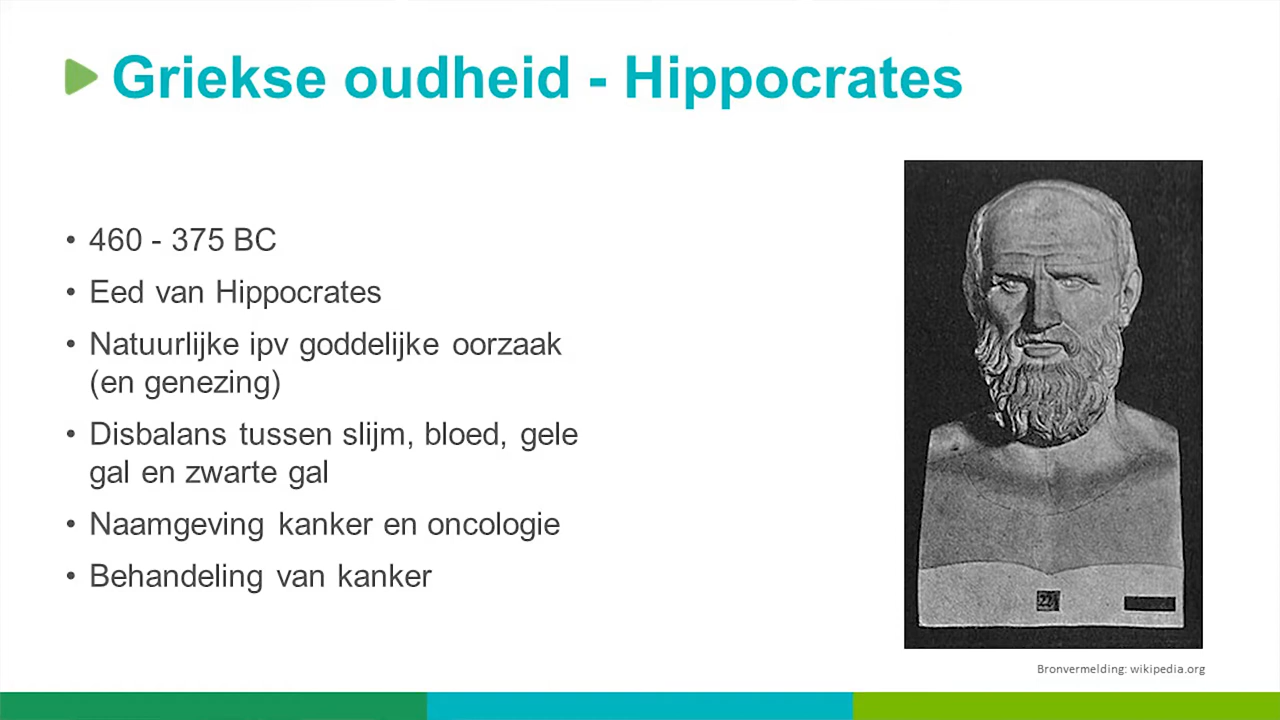 Griekse oudheid - Hippocrates
• 460 - 375 BC
• Eed van Hippocrates
• Natuurlijke ipv goddelijke oorzaak
(en genezing)
• Disbalans tussen slijm, bloed, gele
gal en zwarte gal
• Naamgeving kanker en oncologie
• Behandeling van kanker
Bronvermelding: wikipedia.org